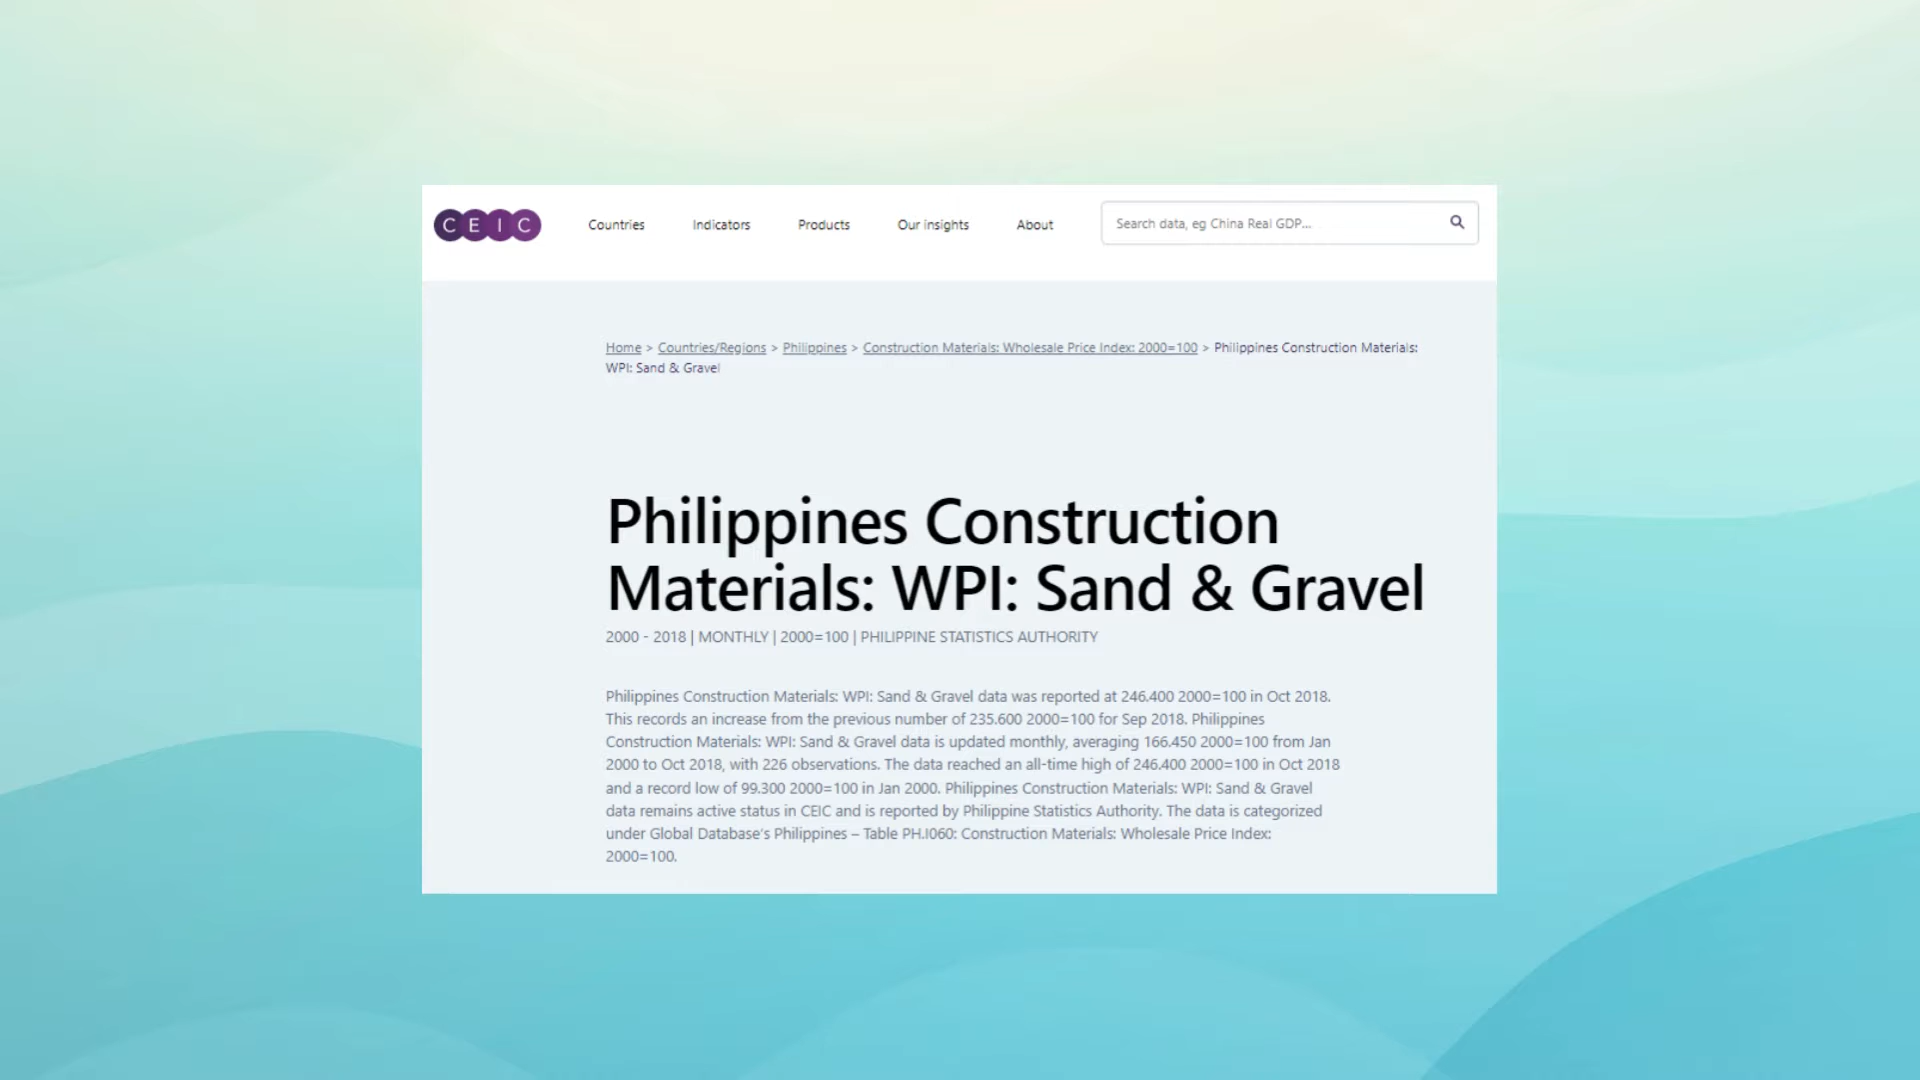 CEIC
Countries
Indicators
Products
Our insights
About
Search data, eg China Real GDP...
Home > Countries/Regions > Philippines > Construction Materials: Wholesale Price Index: 2000=100 > Philippines Construction Materials:
WPI: Sand & Gravel
Philippines Construction
Materials: WPI: Sand & Gravel
2000 - 2018 | MONTHLY | 2000=100 | PHILIPPINE STATISTICS AUTHORITY
Philippines Construction Materials: WPI: Sand & Gravel data was reported at 246.400 2000=100 in Oct 2018.
This records an increase from the previous number of 235.600 2000=100 for Sep 2018. Philippines
Construction Materials: WPI: Sand & Gravel data is updated monthly, averaging 166.450 2000=100 from Jan
2000 to Oct 2018, with 226 observations. The data reached an all-time high of 246.400 2000=100 in Oct 2018
and a record low of 99.300 2000=100 in Jan 2000. Philippines Construction Materials: WPI: Sand & Gravel
data remains active status in CEIC and is reported by Philippine Statistics Authority. The data is categorized
under Global Database's Philippines – Table PH.I060: Construction Materials: Wholesale Price Index:
2000=100.